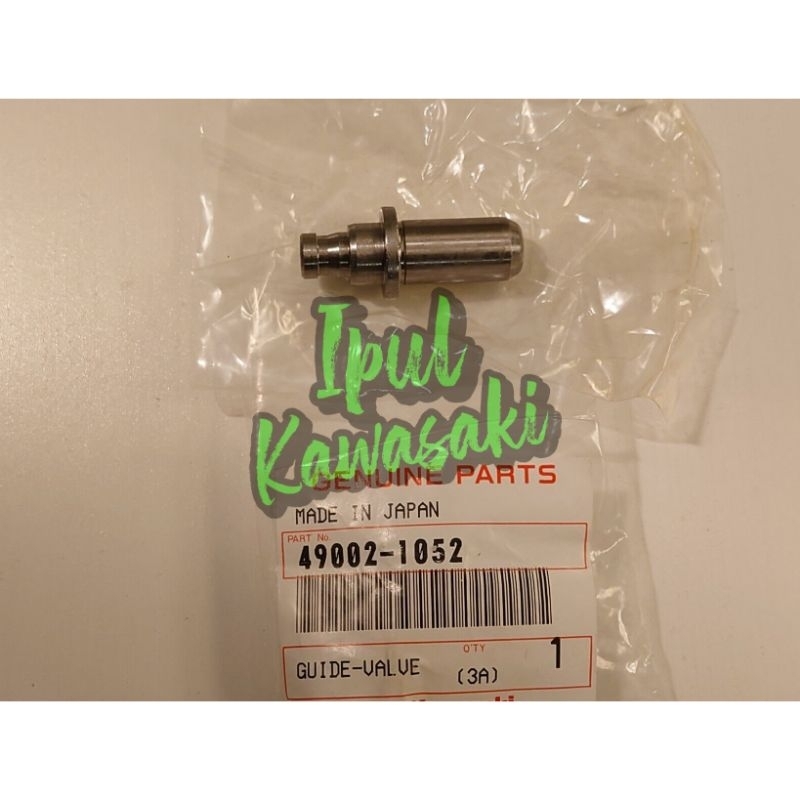 Ipul
Kawasaki
GENUINE PARTS
MADE IN JAPAN
PART No.
49002-1052
Q'TY
GUIDE-VALVE (3A) 1